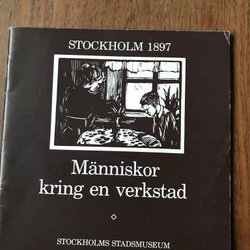 STOCKHOLM 1897
Människor
kring en verkstad
STOCKHOLMS STADSMUSEUM